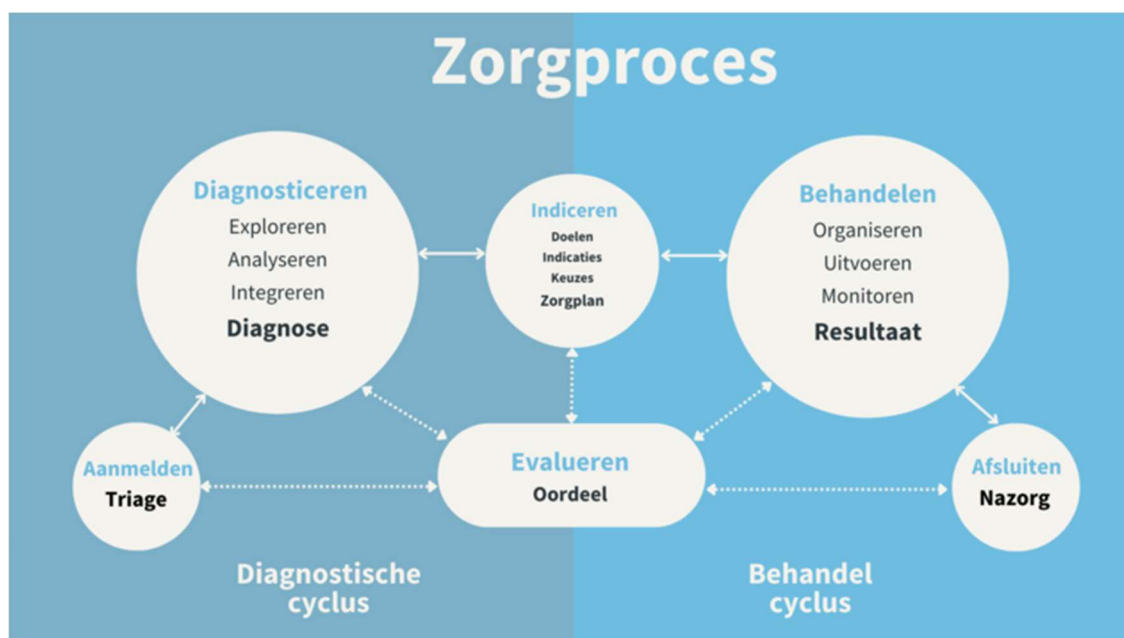 Zorgproces
Diagnosticeren
Exploreren
Analyseren
Integreren
Diagnose
Indiceren
Doelen
Indicaties
Keuzes
Zorgplan
Behandelen
Organiseren
Uitvoeren
Monitoren
Resultaat
Aanmelden
Triage
Evalueren
Oordeel
Afsluiten
Nazorg
Diagnostische
cyclus
Behandel
cyclus